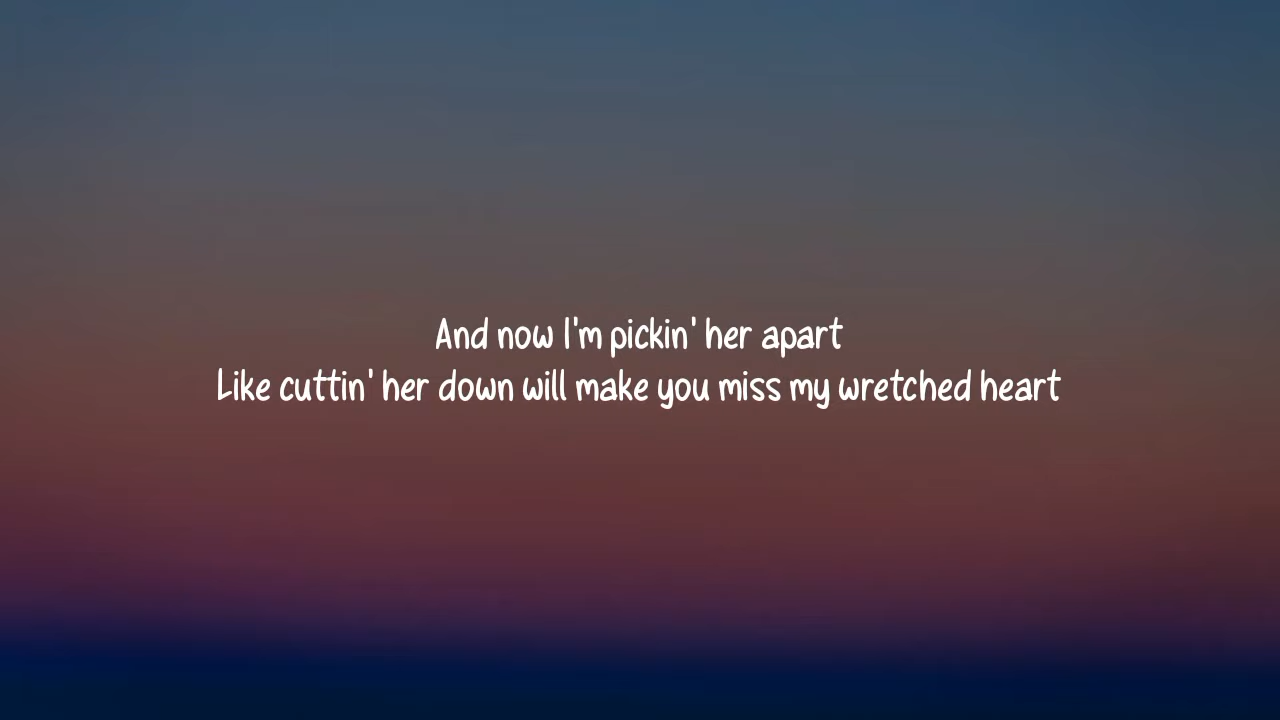 And now I'm pickin' her apart
Like cuttin' her down will make you miss my wretched heart